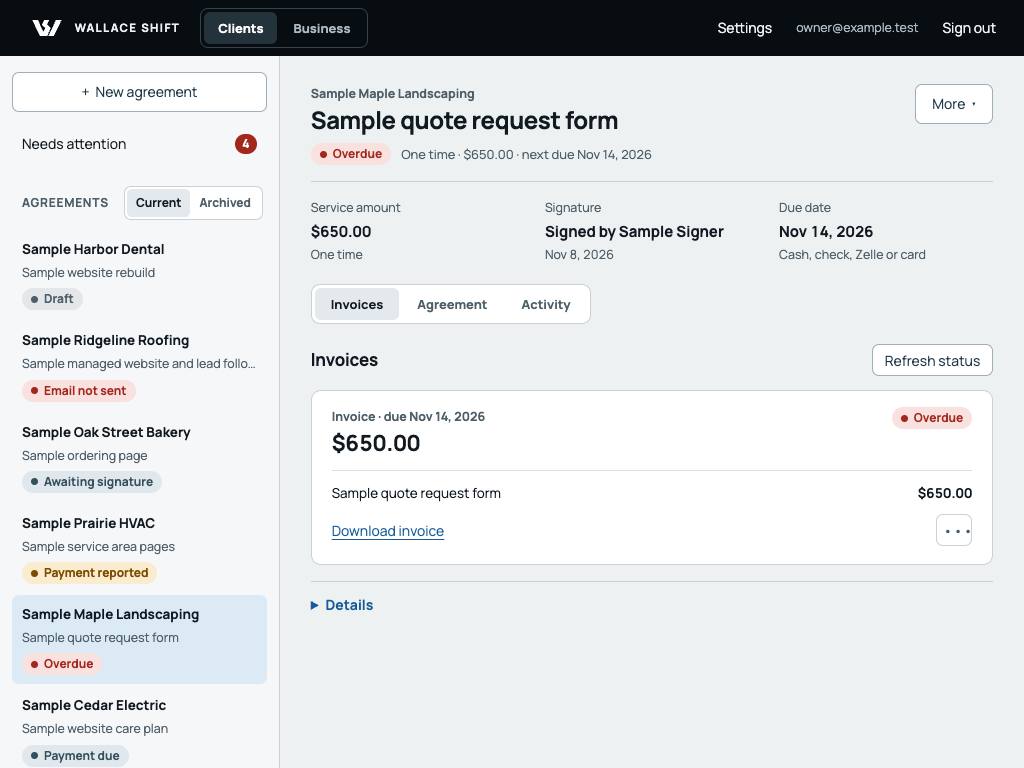 WALLACE SHIFT
Clients
Business
Settings
owner@example.test
Sign out
+ New agreement
Needs attention
4
AGREEMENTS
Current
Archived
Sample Harbor Dental
Sample website rebuild
Draft
Sample Ridgeline Roofing
Sample managed website and lead follo...
Email not sent
Sample Oak Street Bakery
Sample ordering page
Awaiting signature
Sample Prairie HVAC
Sample service area pages
Payment reported
Sample Maple Landscaping
Sample quote request form
Overdue
Sample Cedar Electric
Sample website care plan
Payment due
Sample Maple Landscaping
Sample quote request form
More
Overdue
One time · $650.00 · next due Nov 14, 2026
Service amount
$650.00
One time
Signature
Signed by Sample Signer
Nov 8, 2026
Due date
Nov 14, 2026
Cash, check, Zelle or card
Invoices
Agreement
Activity
Invoices
Refresh status
Invoice · due Nov 14, 2026
$650.00
Overdue
Sample quote request form
$650.00
Download invoice
Details